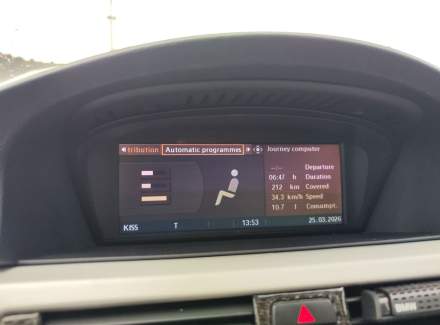 tribution Automatic programmes Journey computer
--:-- Departure
06:47 h Duration
212 km Covered
34.3 km/h Speed
10.7 l Consumpt.
KISS T 13:53 25.03.2026
BMW